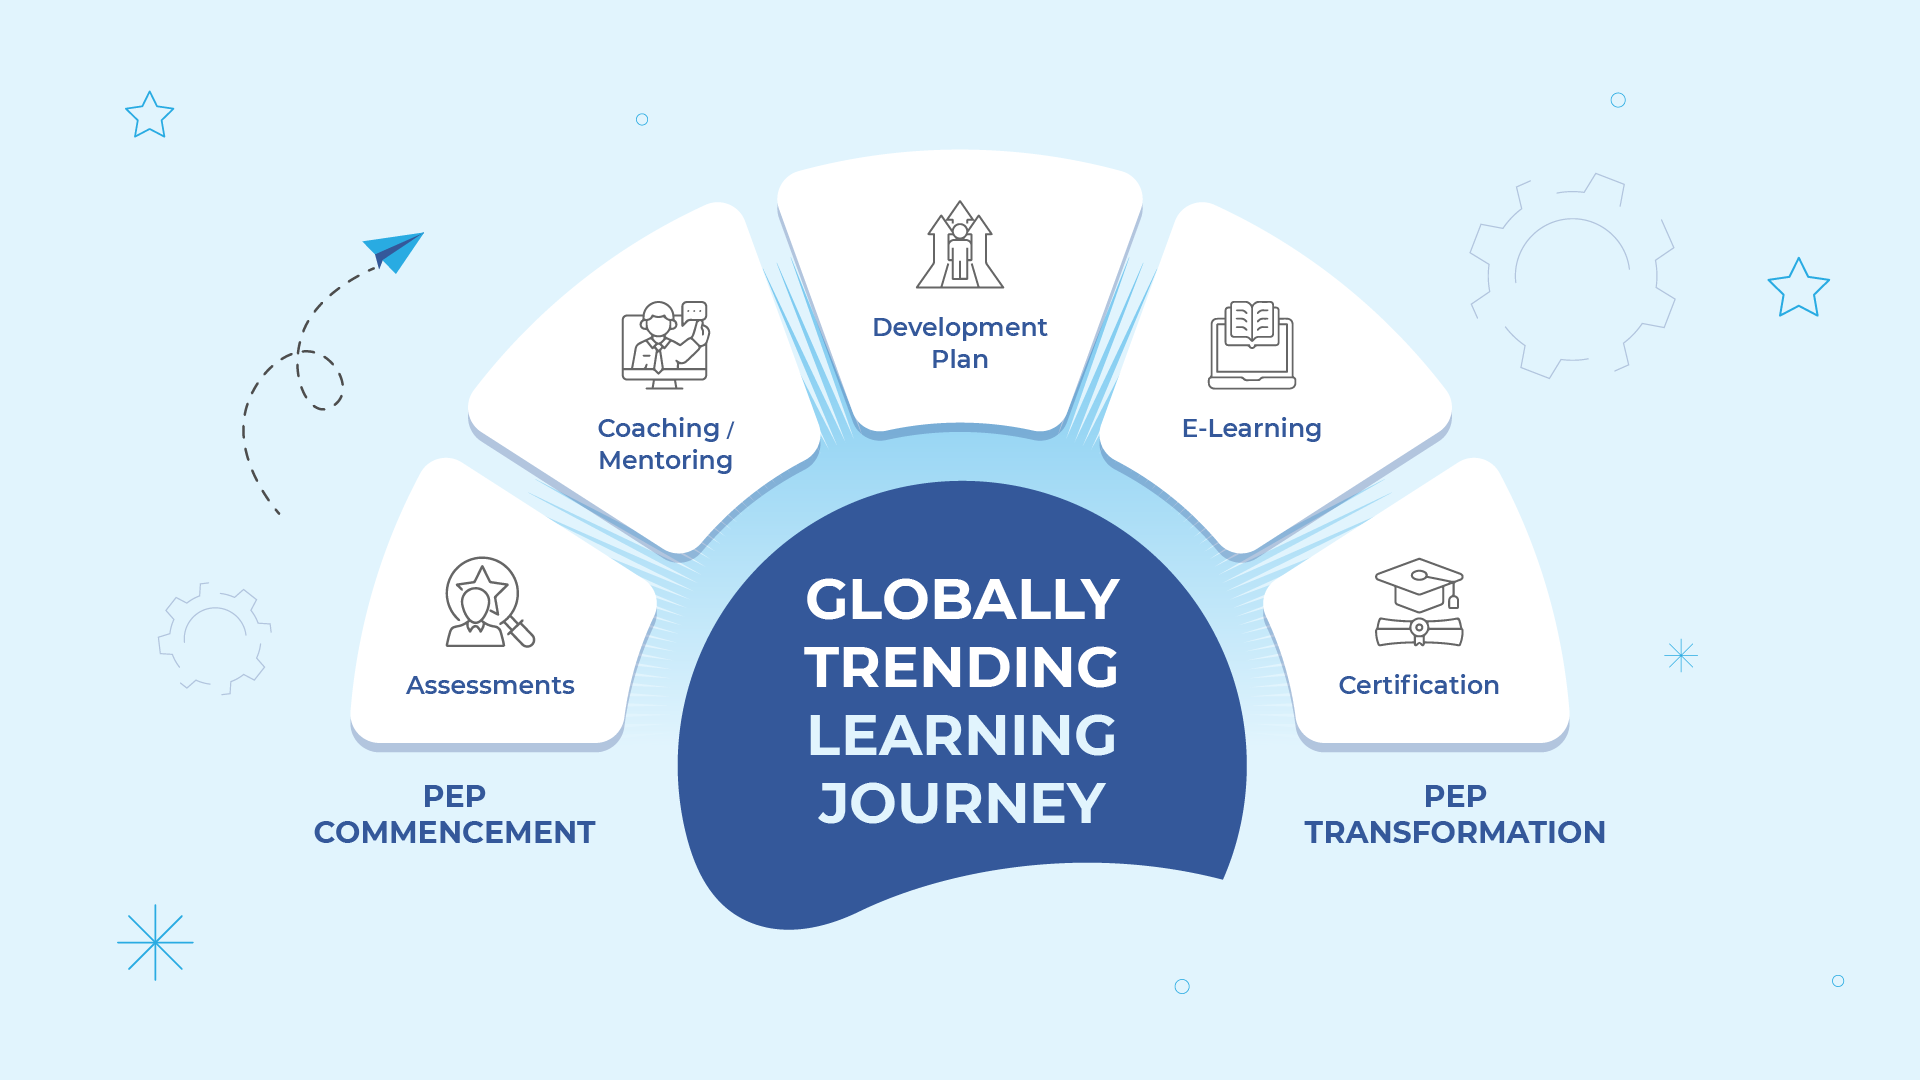 Development
Plan
Coaching /
Mentoring
E-Learning
Assessments
Certification
GLOBALLY
TRENDING
LEARNING
JOURNEY
PEP
COMMENCEMENT
PEP
TRANSFORMATION